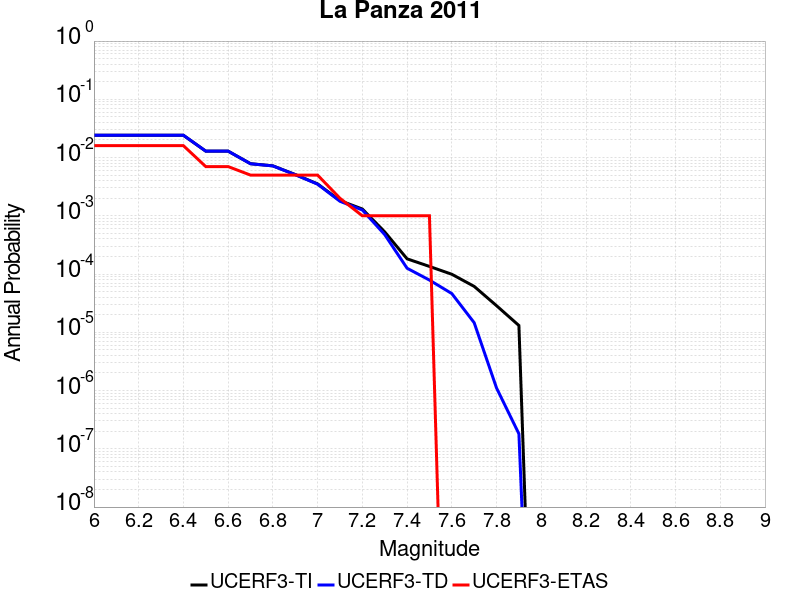 La Panza 2011
10^0
10^-1
10^-2
10^-3
10^-4
10^-5
10^-6
10^-7
10^-8
Annual Probability
6 6.2 6.4 6.6 6.8 7 7.2 7.4 7.6 7.8 8 8.2 8.4 8.6 8.8 9
Magnitude
UCERF3-TI UCERF3-TD UCERF3-ETAS